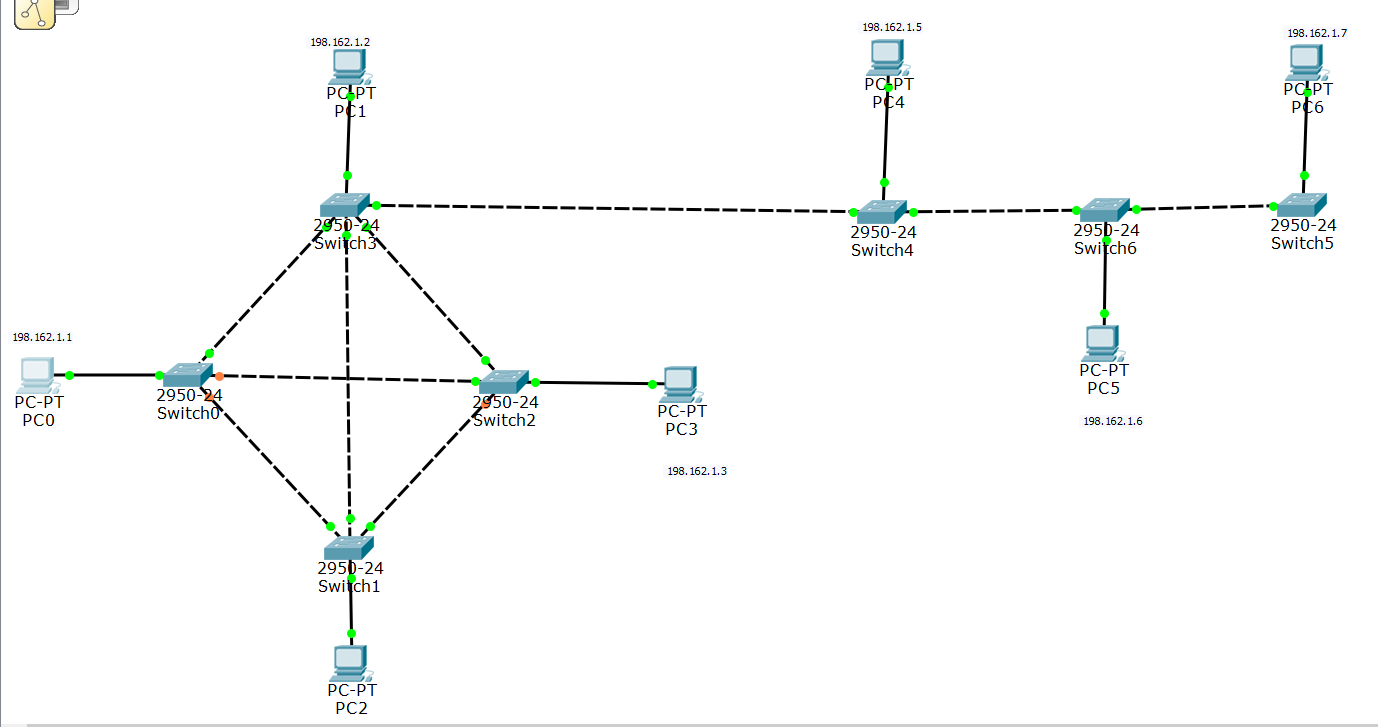 198.162.1.2
PC-PT
PC1
198.162.1.5
PC-PT
PC4
198.162.1.7
PC-PT
PC6
2950-24
Switch3
2950-24
Switch4
2950-24
Switch6
2950-24
Switch5
198.162.1.1
PC-PT
PC0
2950-24
Switch0
2950-24
Switch2
PC-PT
PC3
198.162.1.3
PC-PT
PC5
198.162.1.6
2950-24
Switch1
PC-PT
PC2